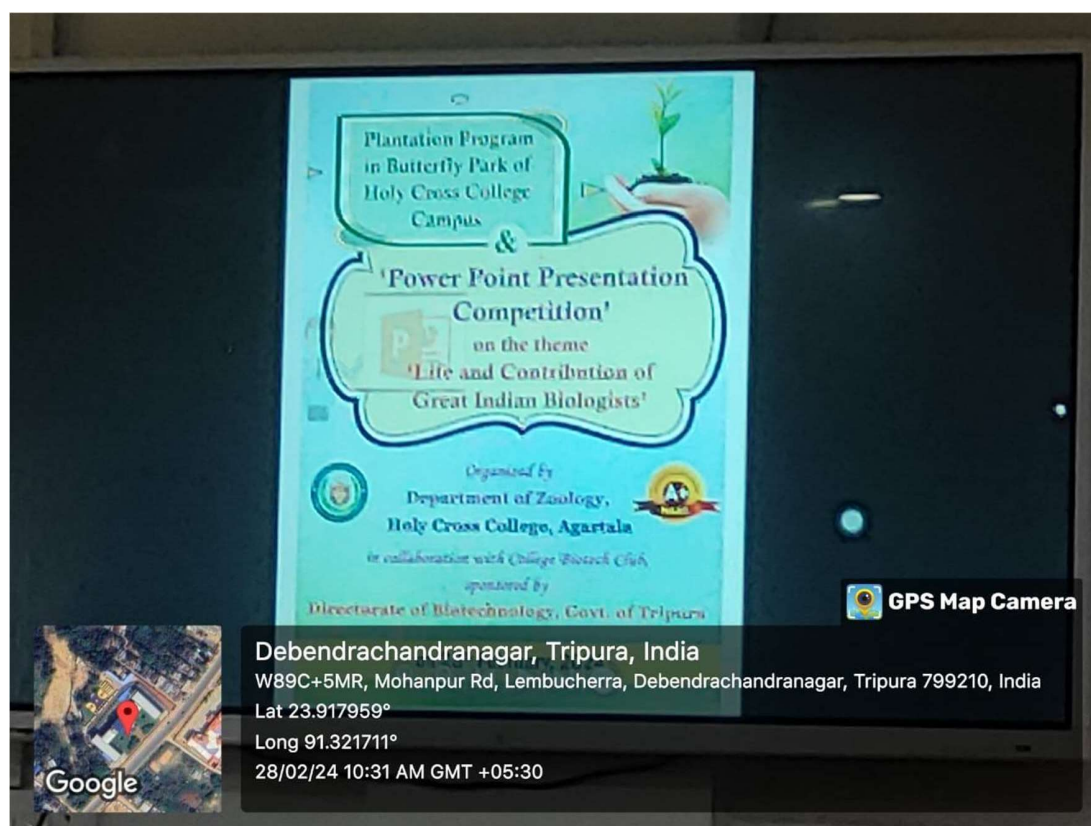 Plantation Program
in Butterfly Park of
Holy Cross College
Campus
&
'Power Point Presentation
Competition'
on the theme
'Life and Contribution of
Great Indian Biologists'
Organised by
Department of Zoology,
Holy Cross College, Agartala
in collaboration with College Biotech Club,
sponsored by
Directorate of Biotechnology, Govt. of Tripura
GPS Map Camera
Debendrachandranagar, Tripura, India
W89C+5MR, Mohanpur Rd, Lembucherra, Debendrachandranagar, Tripura 799210, India
Lat 23.917959°
Long 91.321711°
28/02/24 10:31 AM GMT +05:30
Google